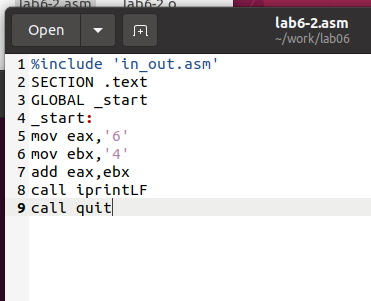 lab6-2.asm lab6-2.o
Open
lab6-2.asm
~/work/lab06
1 %include 'in_out.asm'
2 SECTION .text
3 GLOBAL _start
4 _start:
5 mov eax,'6'
6 mov ebx,'4'
7 add eax,ebx
8 call iprintLF
9 call quit